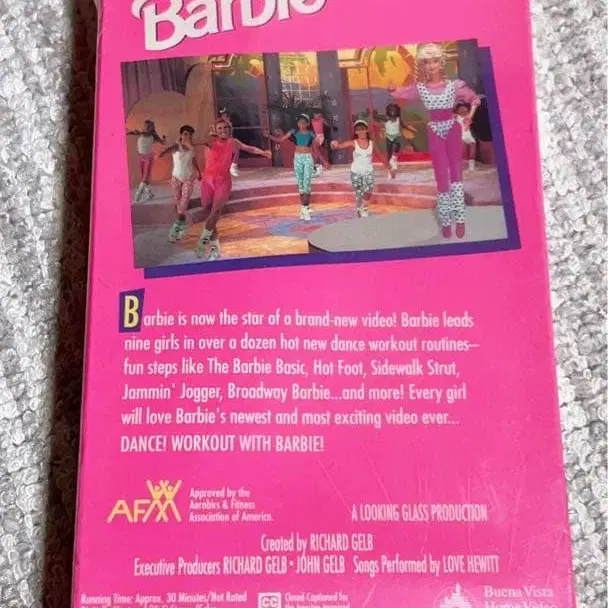 Barbie
Barbie is now the star of a brand-new video! Barbie leads
nine girls in over a dozen hot new dance workout routines—
fun steps like The Barbie Basic, Hot Foot, Sidewalk Strut,
Jammin' Jogger, Broadway Barbie...and more! Every girl
will love Barbie's newest and most exciting video ever...
DANCE! WORKOUT WITH BARBIE!
AFAA
Approved by the
Aerobics & Fitness
Association of America.
A LOOKING GLASS PRODUCTION
Created by RICHARD GELB
Executive Producers RICHARD GELB • JOHN GELB Songs Performed by LOVE HEWITT
Running Time: Approx. 30 Minutes/Not Rated
CC
Closed-Captioned for
Buena Vista